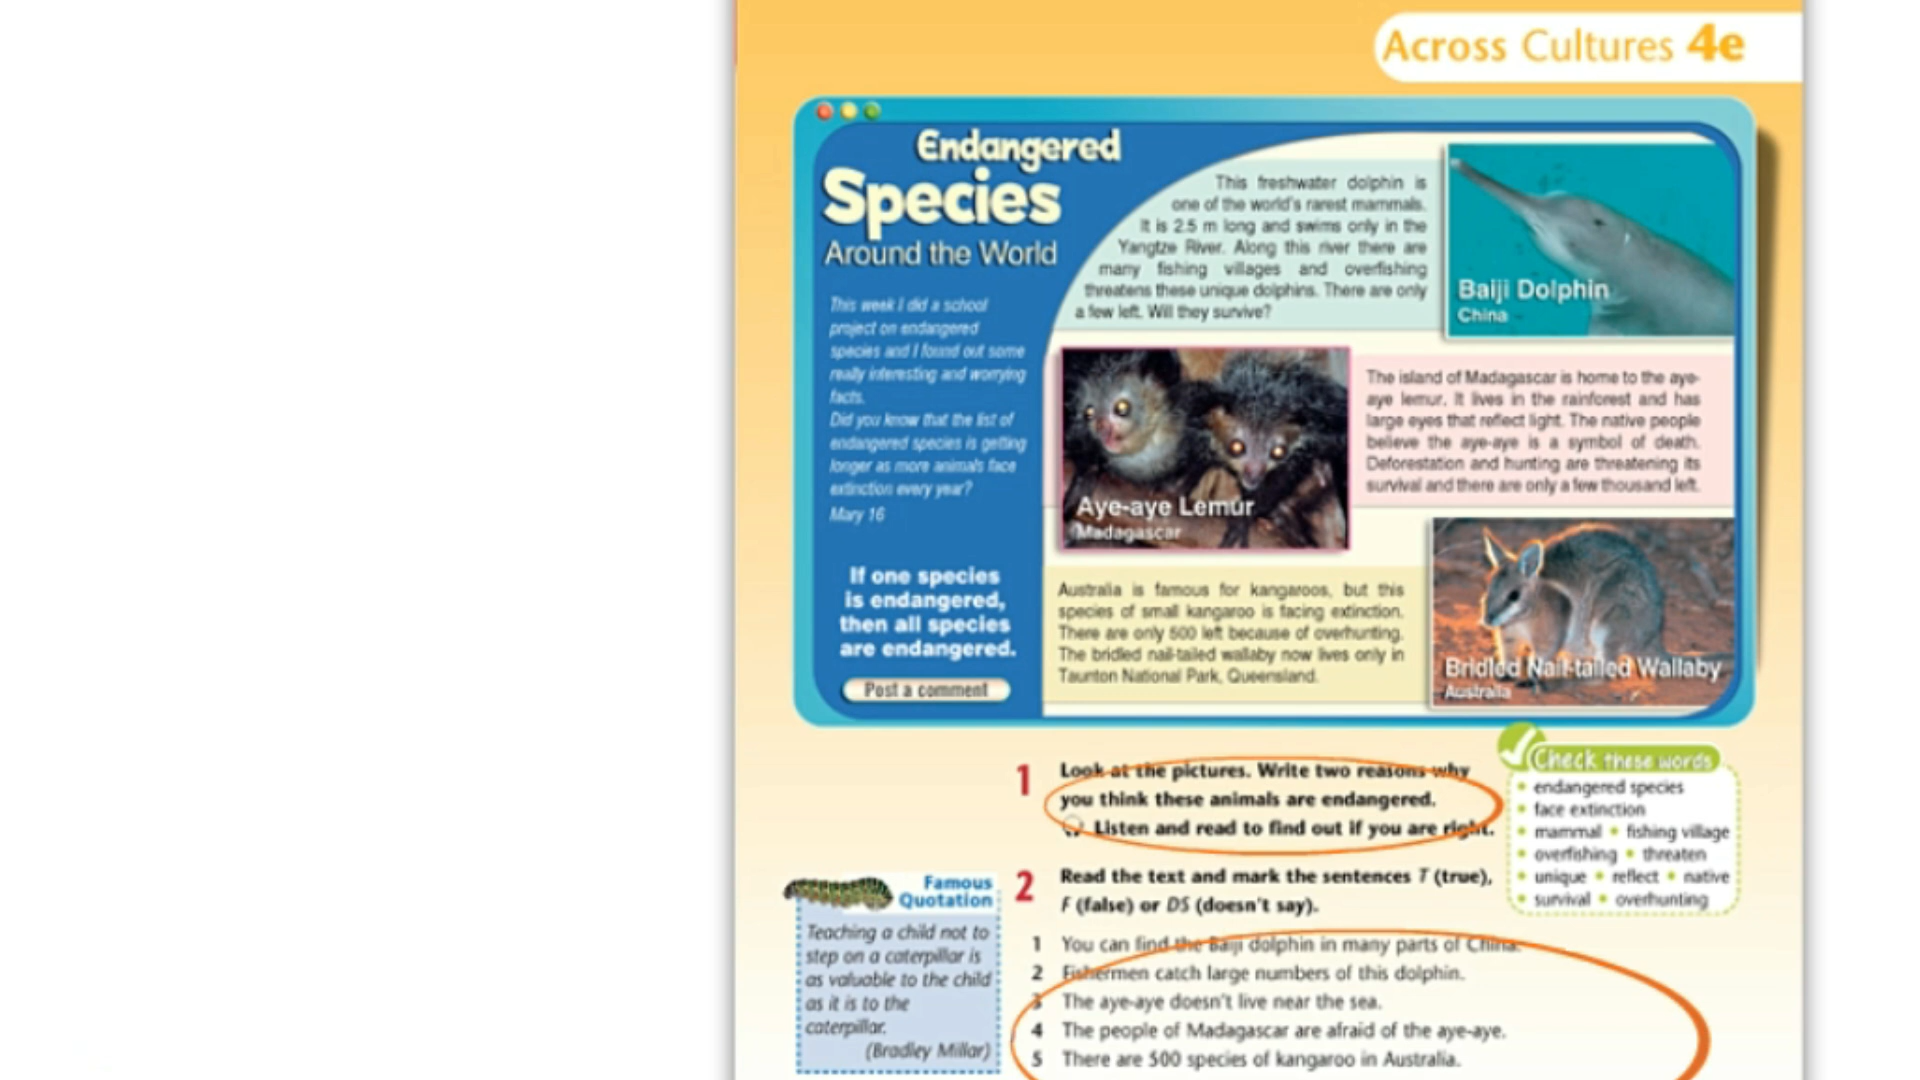 Across Cultures 4e
Endangered
Species
Around the World
This week I did a school
project on endangered
species and I found out some
really interesting and worrying
facts.
Did you know that the list of
endangered species is getting
longer as more animals face
extinction every year?
Mary 16
If one species
is endangered,
then all species
are endangered.
Post a comment
This freshwater dolphin is
one of the world's rarest mammals.
It is 2.5 m long and swims only in the
Yangtze River. Along this river there are
many fishing villages and overfishing
threatens these unique dolphins. There are only
a few left. Will they survive?
Baiji Dolphin
China
Aye-aye Lemur
Madagascar
The island of Madagascar is home to the aye-
aye lemur. It lives in the rainforest and has
large eyes that reflect light. The native people
believe the aye-aye is a symbol of death.
Deforestation and hunting are threatening its
survival and there are only a few thousand left.
Australia is famous for kangaroos, but this
species of small kangaroo is facing extinction.
There are only 500 left because of overhunting.
The bridled nail-tailed wallaby now lives only in
Taunton National Park, Queensland.
Bridled Nail-tailed Wallaby
Australia
1 Look at the pictures. Write two reasons why
you think these animals are endangered.
Listen and read to find out if you are right.
Check these words
• endangered species
• face extinction
• mammal • fishing village
• overfishing • threaten
• unique • reflect • native
• survival • overhunting
2 Read the text and mark the sentences T (true),
F (false) or DS (doesn't say).
1 You can find the Baiji dolphin in many parts of China.
2 Fishermen catch large numbers of this dolphin.
3 The aye-aye doesn't live near the sea.
4 The people of Madagascar are afraid of the aye-aye.
5 There are 500 species of kangaroo in Australia.
Famous
Quotation
Teaching a child not to
step on a caterpillar is
as valuable to the child
as it is to the
caterpillar.
(Bradley Millar)